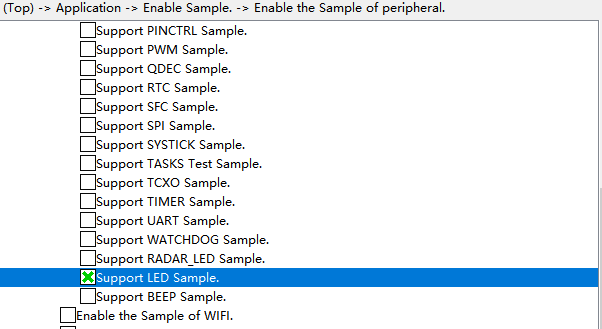 (Top) -> Application -> Enable Sample. -> Enable the Sample of peripheral.
Support PINCTRL Sample.
Support PWM Sample.
Support QDEC Sample.
Support RTC Sample.
Support SFC Sample.
Support SPI Sample.
Support SYSTICK Sample.
Support TASKS Test Sample.
Support TCXO Sample.
Support TIMER Sample.
Support UART Sample.
Support WATCHDOG Sample.
Support RADAR_LED Sample.
Support LED Sample.
Support BEEP Sample.
Enable the Sample of WIFI.